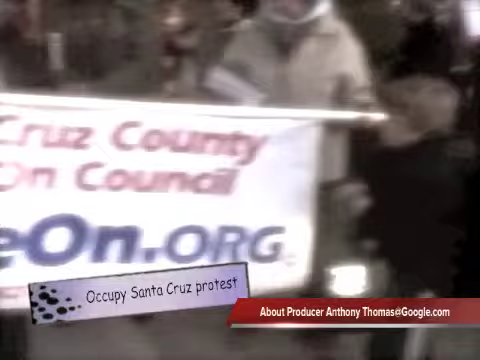 Cruz County
On Council
eOn.ORG
Occupy Santa Cruz protest
About Producer Anthony Thomas@Google.com